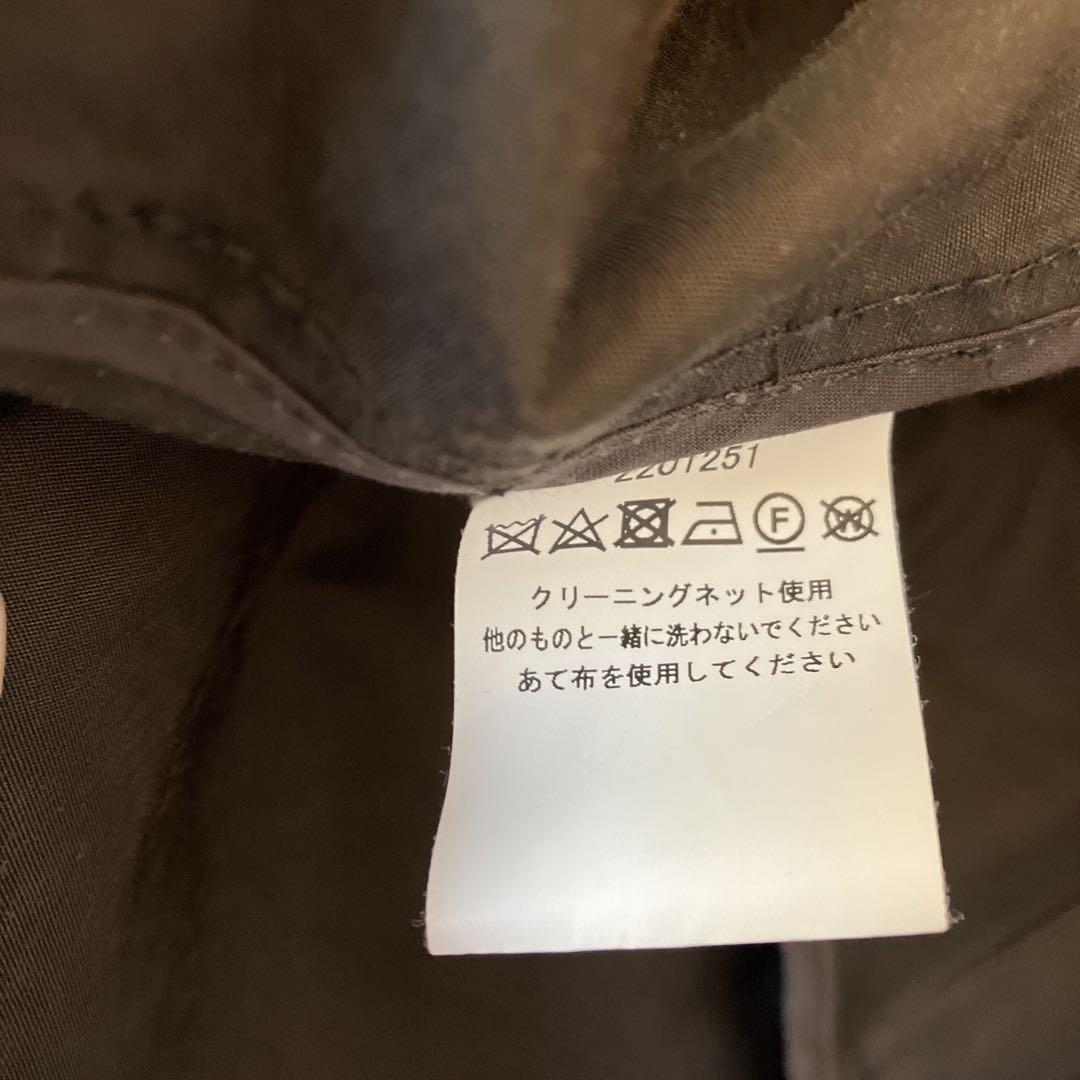 2201251
F W
クリーニングネット使用
他のものと一緒に洗わないでください
あて布を使用してください